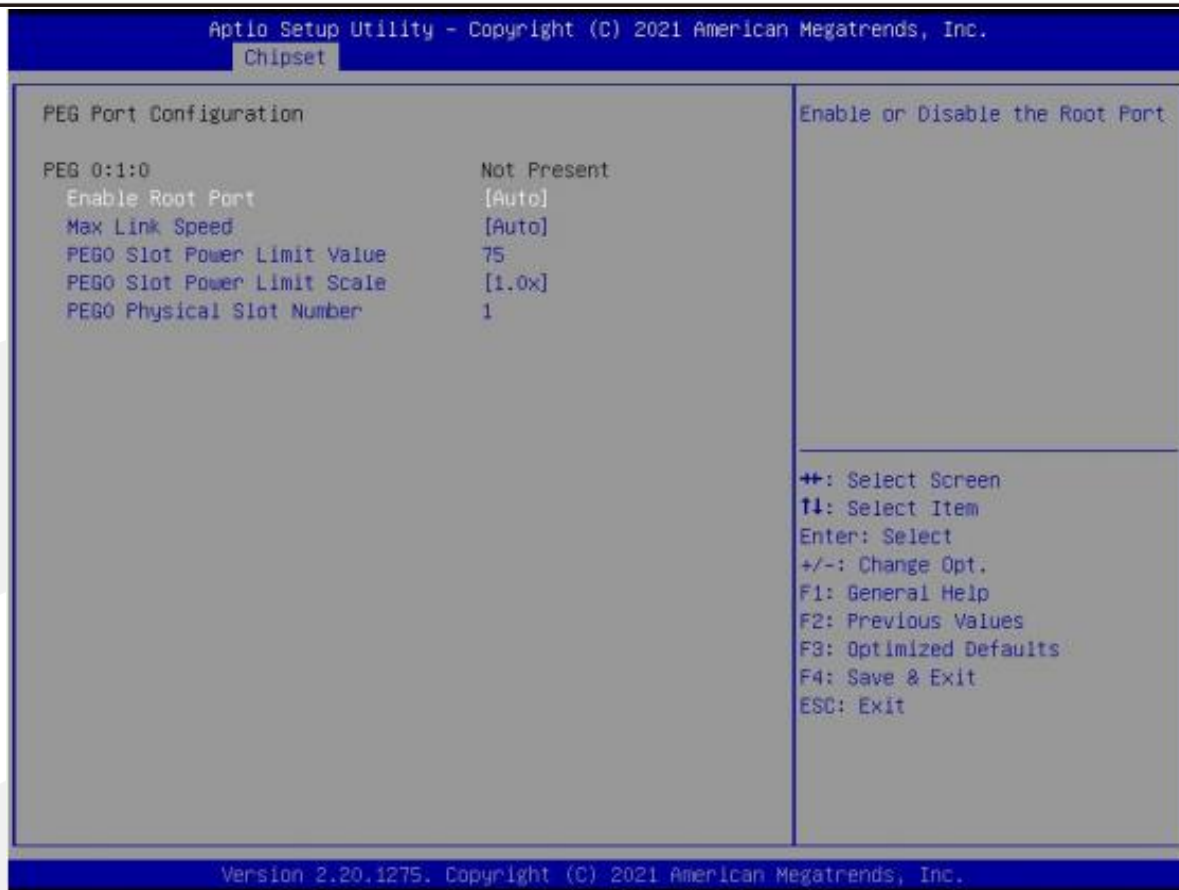 Aptio Setup Utility - Copyright (C) 2021 American Megatrends, Inc.
Chipset
PEG Port Configuration
PEG 0:1:0 Not Present
Enable Root Port [Auto]
Max Link Speed [Auto]
PEG0 Slot Power Limit Value 75
PEG0 Slot Power Limit Scale [1.0x]
PEG0 Physical Slot Number 1
Enable or Disable the Root Port
→←: Select Screen
↑↓: Select Item
Enter: Select
+/-: Change Opt.
F1: General Help
F2: Previous Values
F3: Optimized Defaults
F4: Save & Exit
ESC: Exit
Version 2.20.1275. Copyright (C) 2021 American Megatrends, Inc.